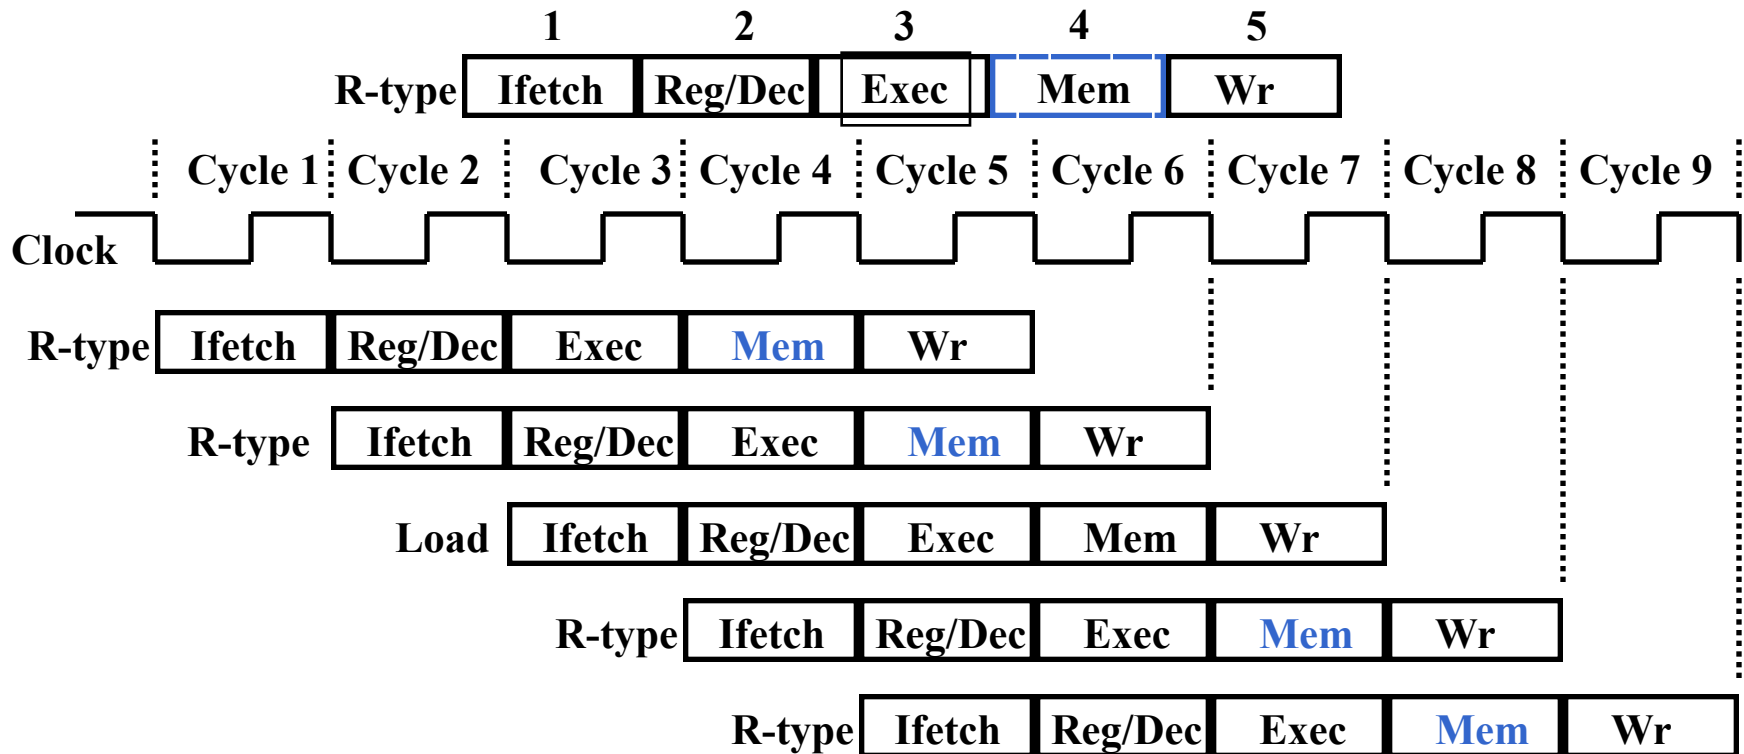 1 2 3 4 5
R-type Ifetch Reg/Dec Exec Mem Wr
Cycle 1 Cycle 2 Cycle 3 Cycle 4 Cycle 5 Cycle 6 Cycle 7 Cycle 8 Cycle 9
Clock
R-type Ifetch Reg/Dec Exec Mem Wr
R-type Ifetch Reg/Dec Exec Mem Wr
Load Ifetch Reg/Dec Exec Mem Wr
R-type Ifetch Reg/Dec Exec Mem Wr
R-type Ifetch Reg/Dec Exec Mem Wr